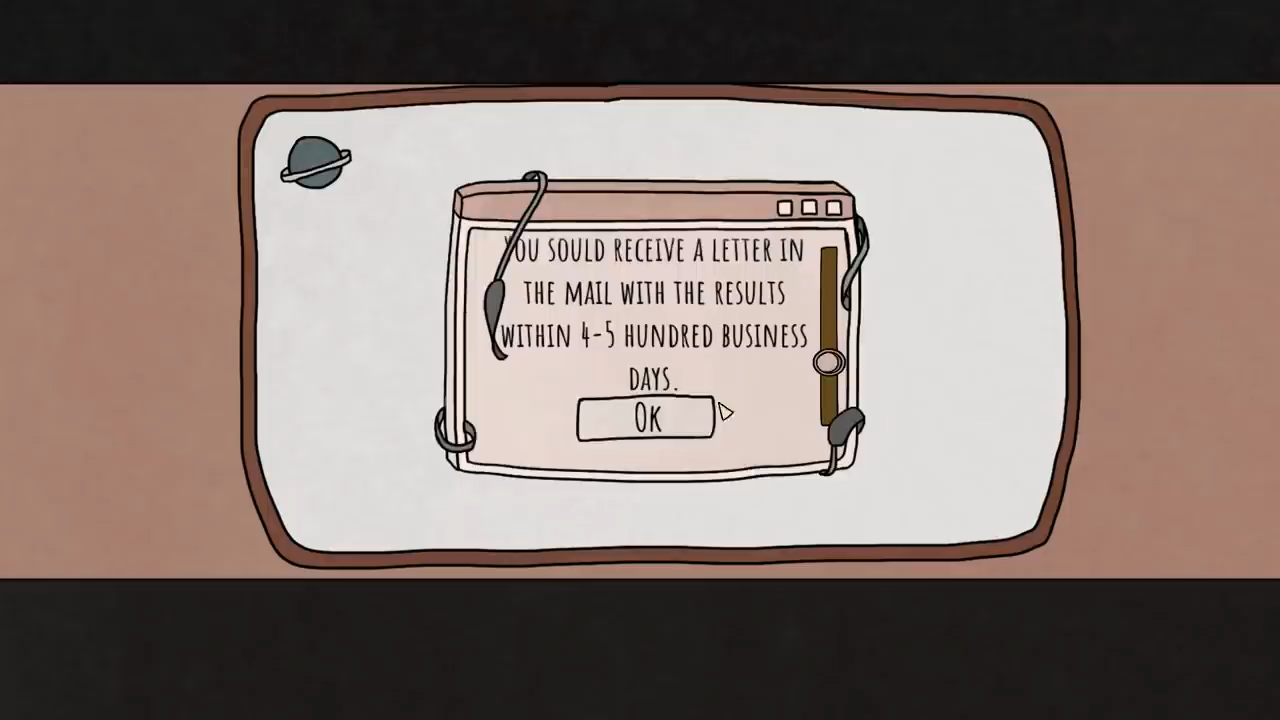 YOU SOULD RECEIVE A LETTER IN
THE MAIL WITH THE RESULTS
WITHIN 4-5 HUNDRED BUSINESS
DAYS.
OK